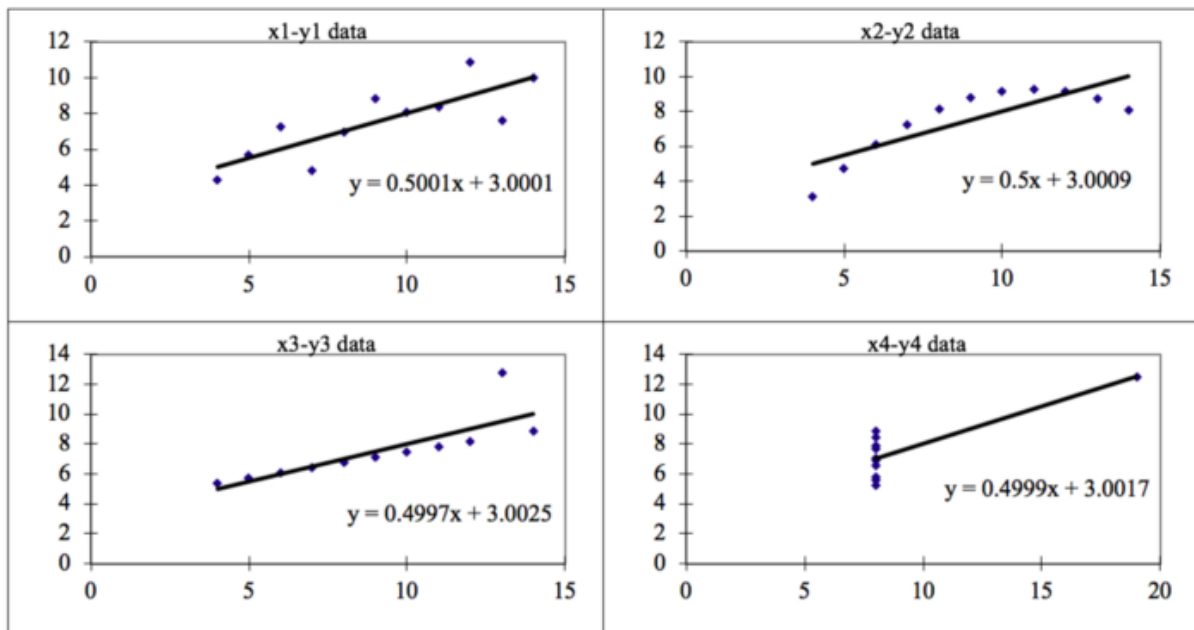 x1-y1 data
12
10
8
6
4
2
0
y = 0.5001x + 3.0001
0 5 10 15
x2-y2 data
12
10
8
6
4
2
0
y = 0.5x + 3.0009
0 5 10 15
x3-y3 data
14
12
10
8
6
4
2
0
y = 0.4997x + 3.0025
0 5 10 15
x4-y4 data
14
12
10
8
6
4
2
0
y = 0.4999x + 3.0017
0 5 10 15 20